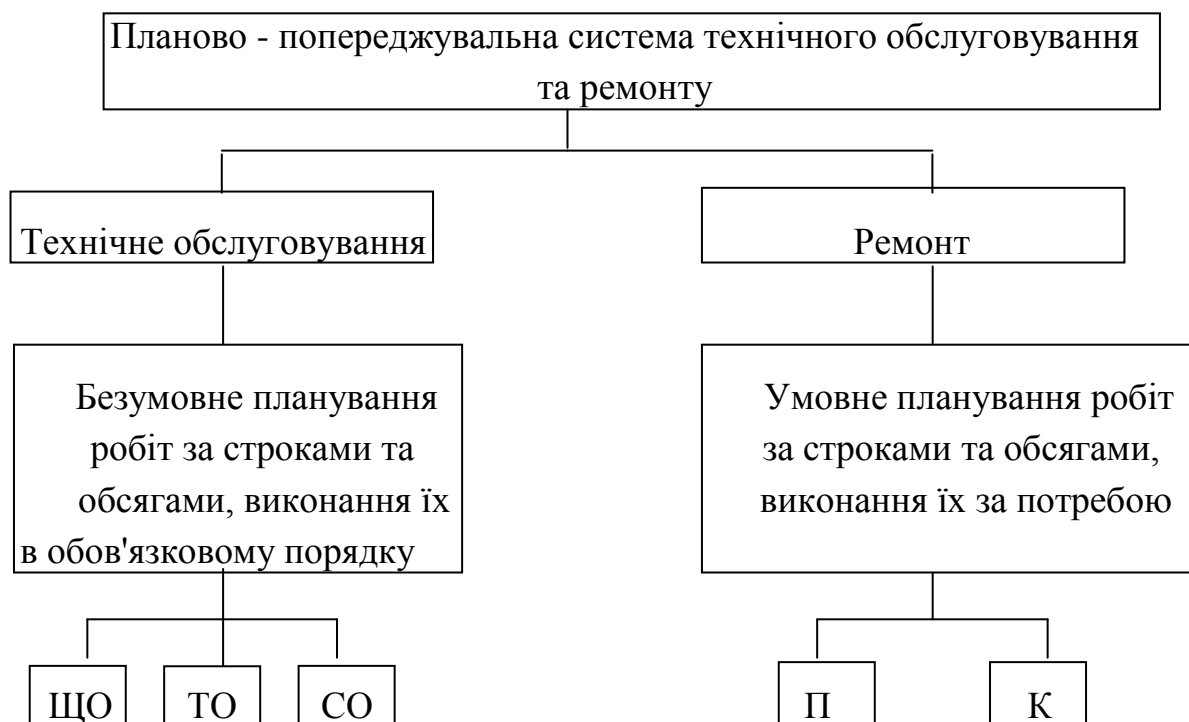 Планово - попереджувальна система технічного обслуговування
та ремонту
Технічне обслуговування
Ремонт
Безумовне планування
робіт за строками та
обсягами, виконання їх
в обов'язковому порядку
Умовне планування робіт
за строками та обсягами,
виконання їх за потребою
ЩО
ТО
СО
П
К